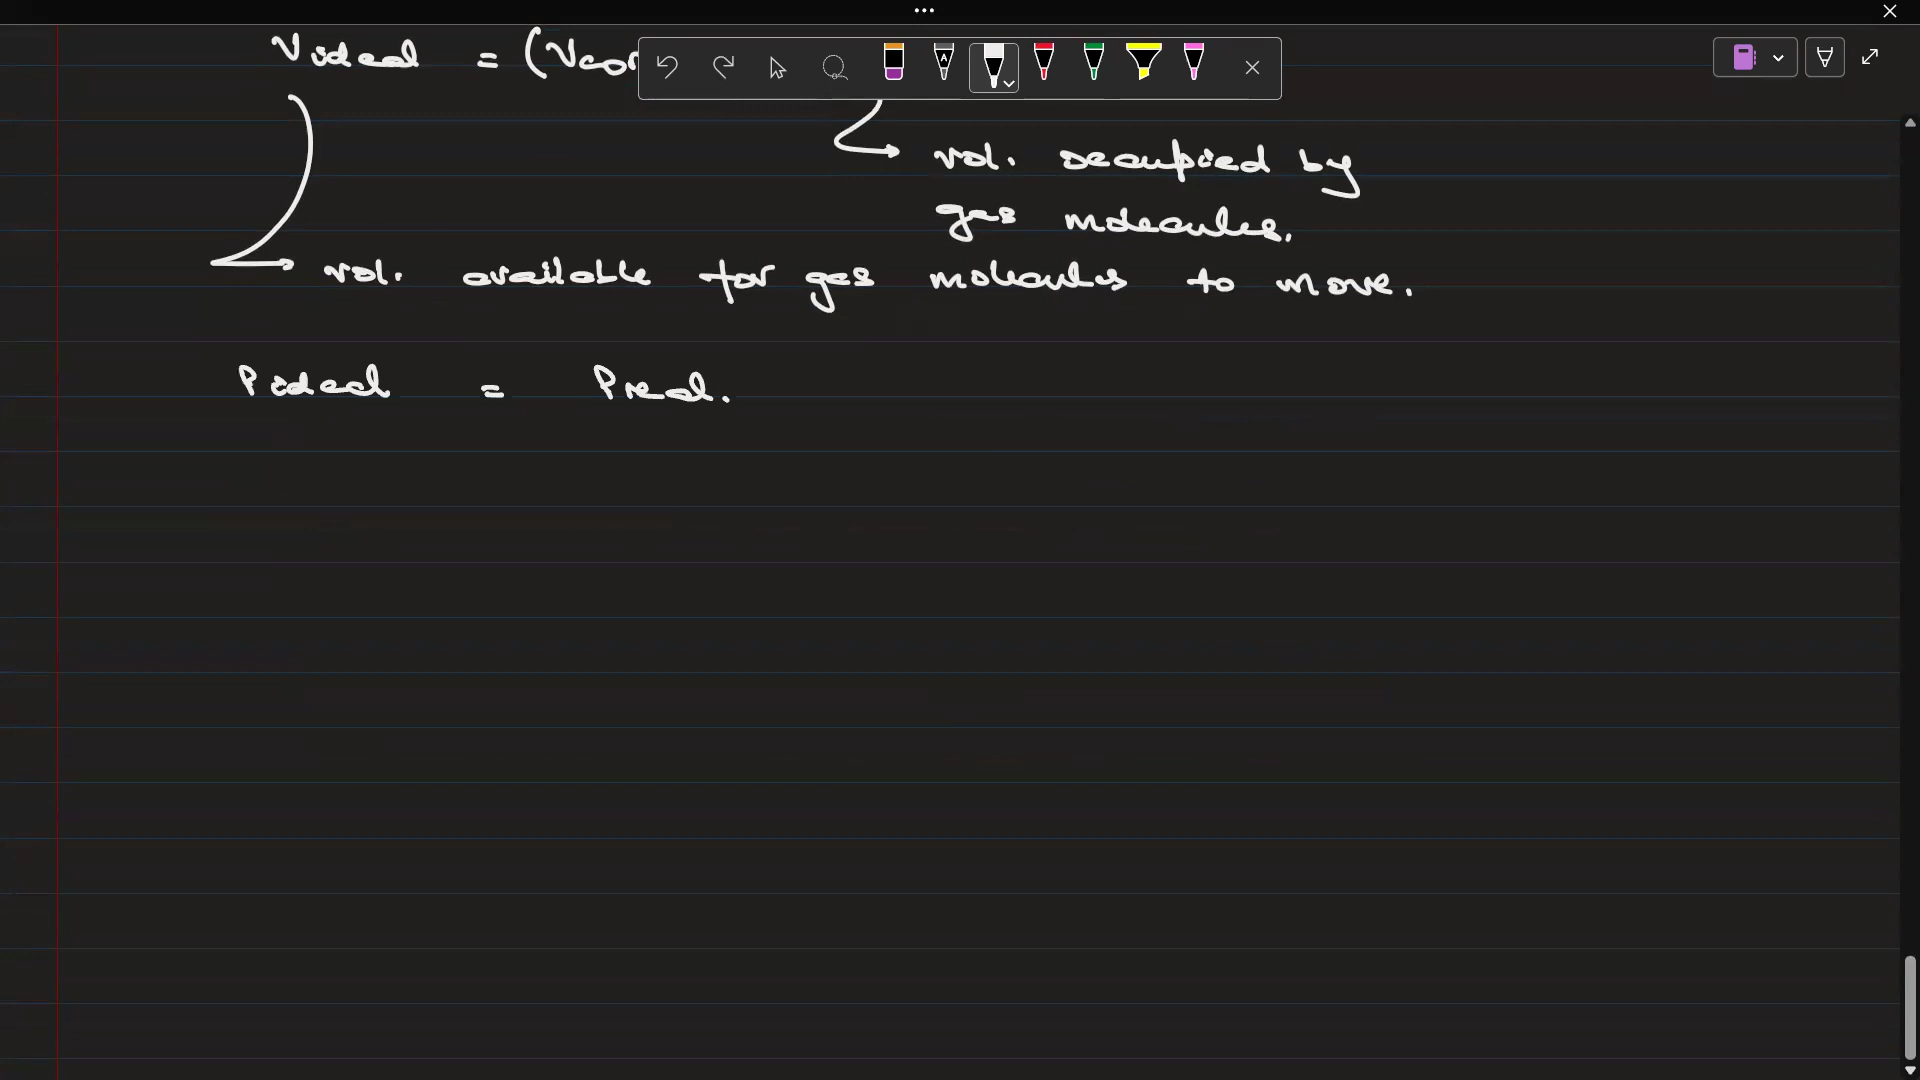 Videal = (Vcon
vol. occupied by
gas molecules.
vol. available for gas molecules to move.
Pideal = Preal.